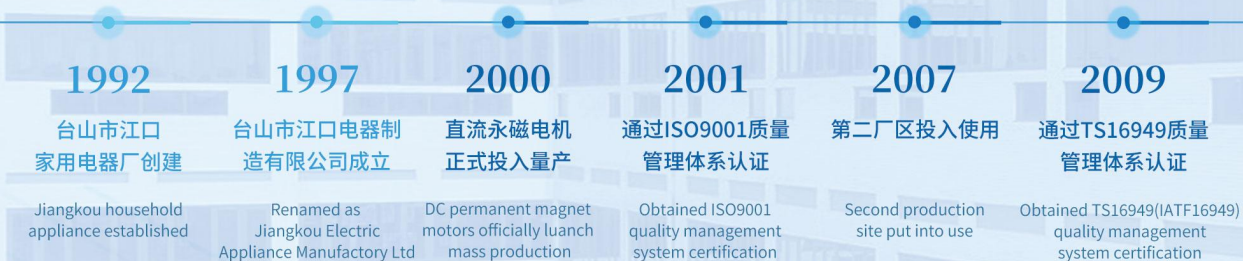 1992
台山市江口
家用电器厂创建
Jiangkou household
appliance established
1997
台山市江口电器制
造有限公司成立
Renamed as
Jiangkou Electric
Appliance Manufactory Ltd
2000
直流永磁电机
正式投入量产
DC permanent magnet
motors officially luanch
mass production
2001
通过ISO9001质量
管理体系认证
Obtained ISO9001
quality management
system certification
2007
第二厂区投入使用
Second production
site put into use
2009
通过TS16949质量
管理体系认证
Obtained TS16949(IATF16949)
quality management
system certification